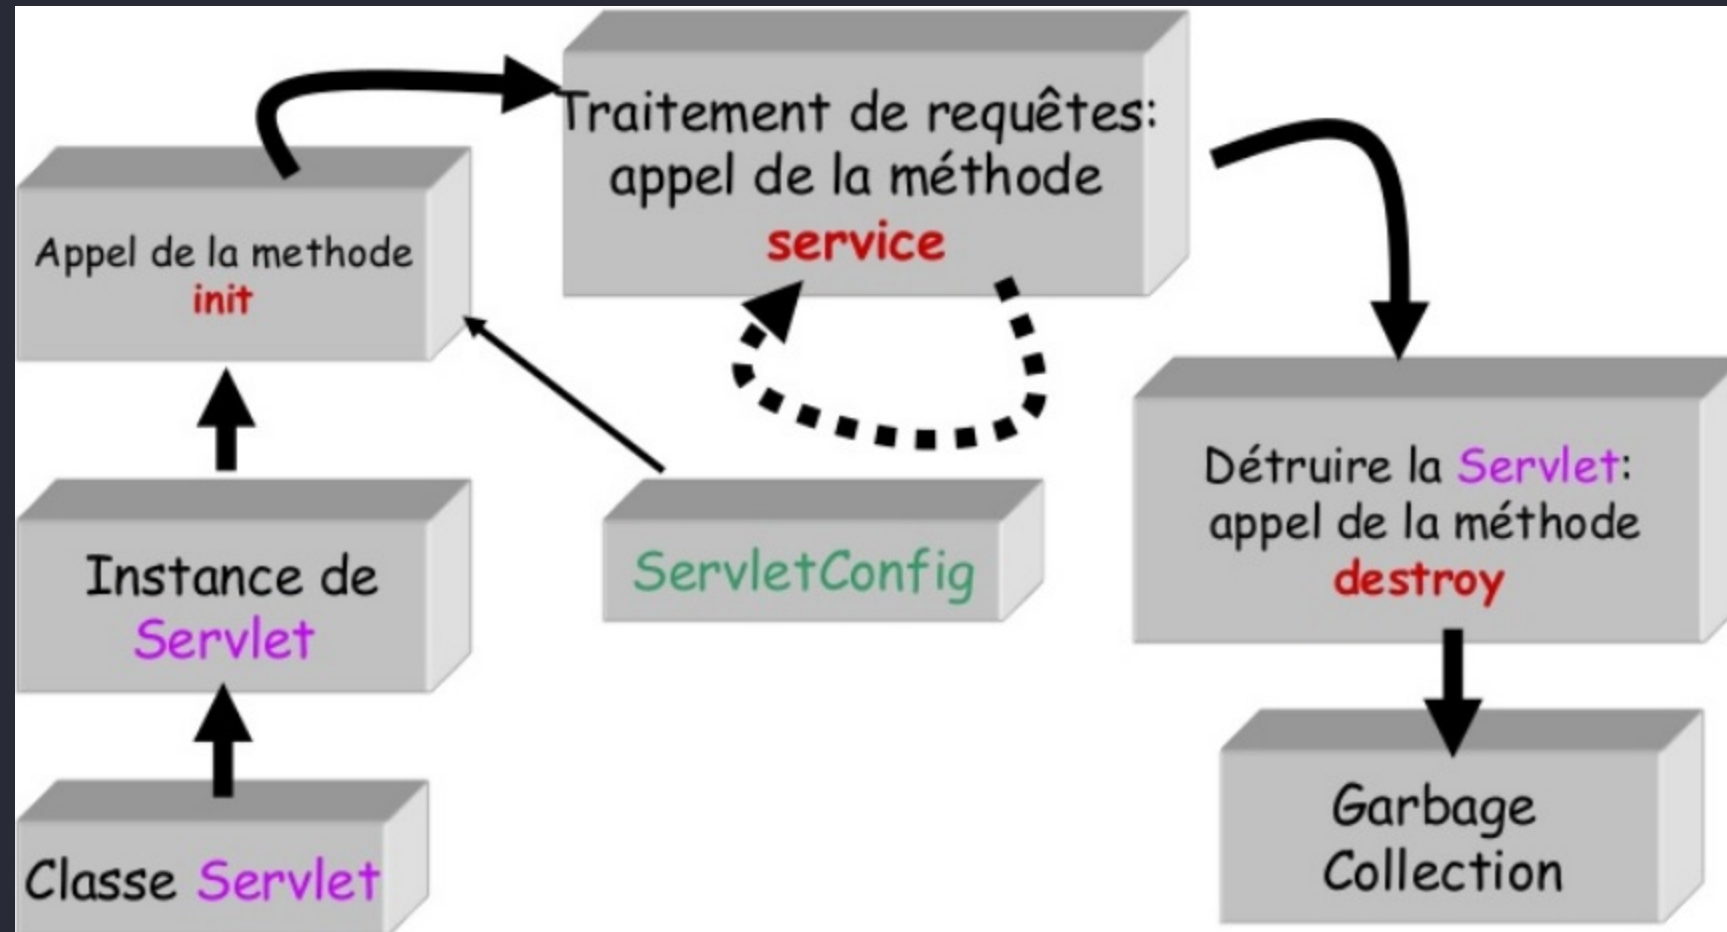 Traitement de requêtes:
appel de la méthode
service
Appel de la methode
init
Détruire la Servlet:
appel de la méthode
destroy
Instance de
Servlet
ServletConfig
Garbage
Collection
Classe Servlet